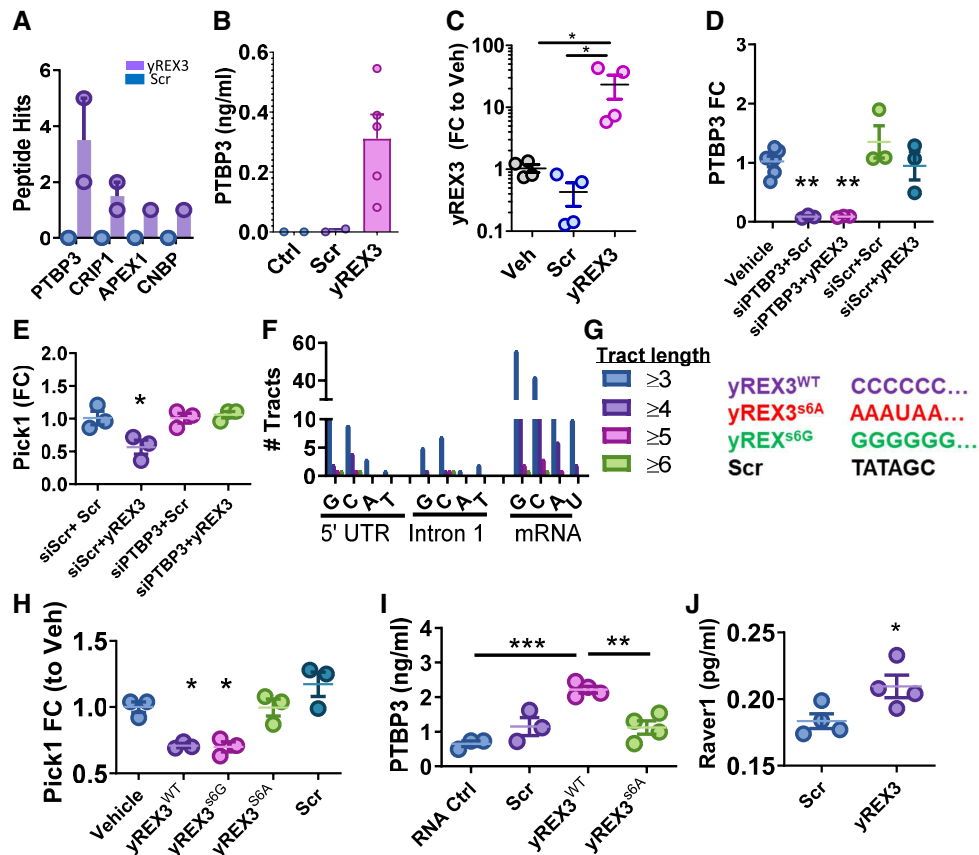 A
yREX3
Scr
Peptide Hits
6
4
2
0
PTBP3
CRIP1
APEX1
CNBP
B
PTBP3 (ng/ml)
0.6
0.40
0.20
0.0
Ctrl
Scr
yREX3
C
yREX3 (FC to Veh)
100
10
1
0.1
*
*
Veh
Scr
yREX3
D
PTBP3 FC
3
2
1
0
** **
Vehicle
siPTBP3+Scr
siPTBP3+yREX3
siScr+Scr
siScr+yREX3
E
Pick1 (FC)
2.0
1.5
1.0
0.5
0.0
*
siScr+ Scr
siScr+yREX3
siPTBP3+Scr
siPTBP3+yREX3
F
# Tracts
60
40
20
10
0
G C A T
G C A T
G C A U
5' UTR
Intron 1
mRNA
G
Tract length
≥3
≥4
≥5
≥6
yREX3WT CCCCCC...
yREX3s6A AAAUAA...
yREXs6G GGGGGG...
Scr TATAGC
H
Pick1 FC (to Veh)
1.5
1.0
0.5
* *
Vehicle
yREX3WT
yREX3s6G
yREX3S6A
Scr
I
PTBP3 (ng/ml)
4
3
2
1
0
*** **
RNA Ctrl
Scr
yREX3WT
yREX3s6A
J
Raver1 (pg/ml)
0.25
0.20
0.15
*
Scr
yREX3